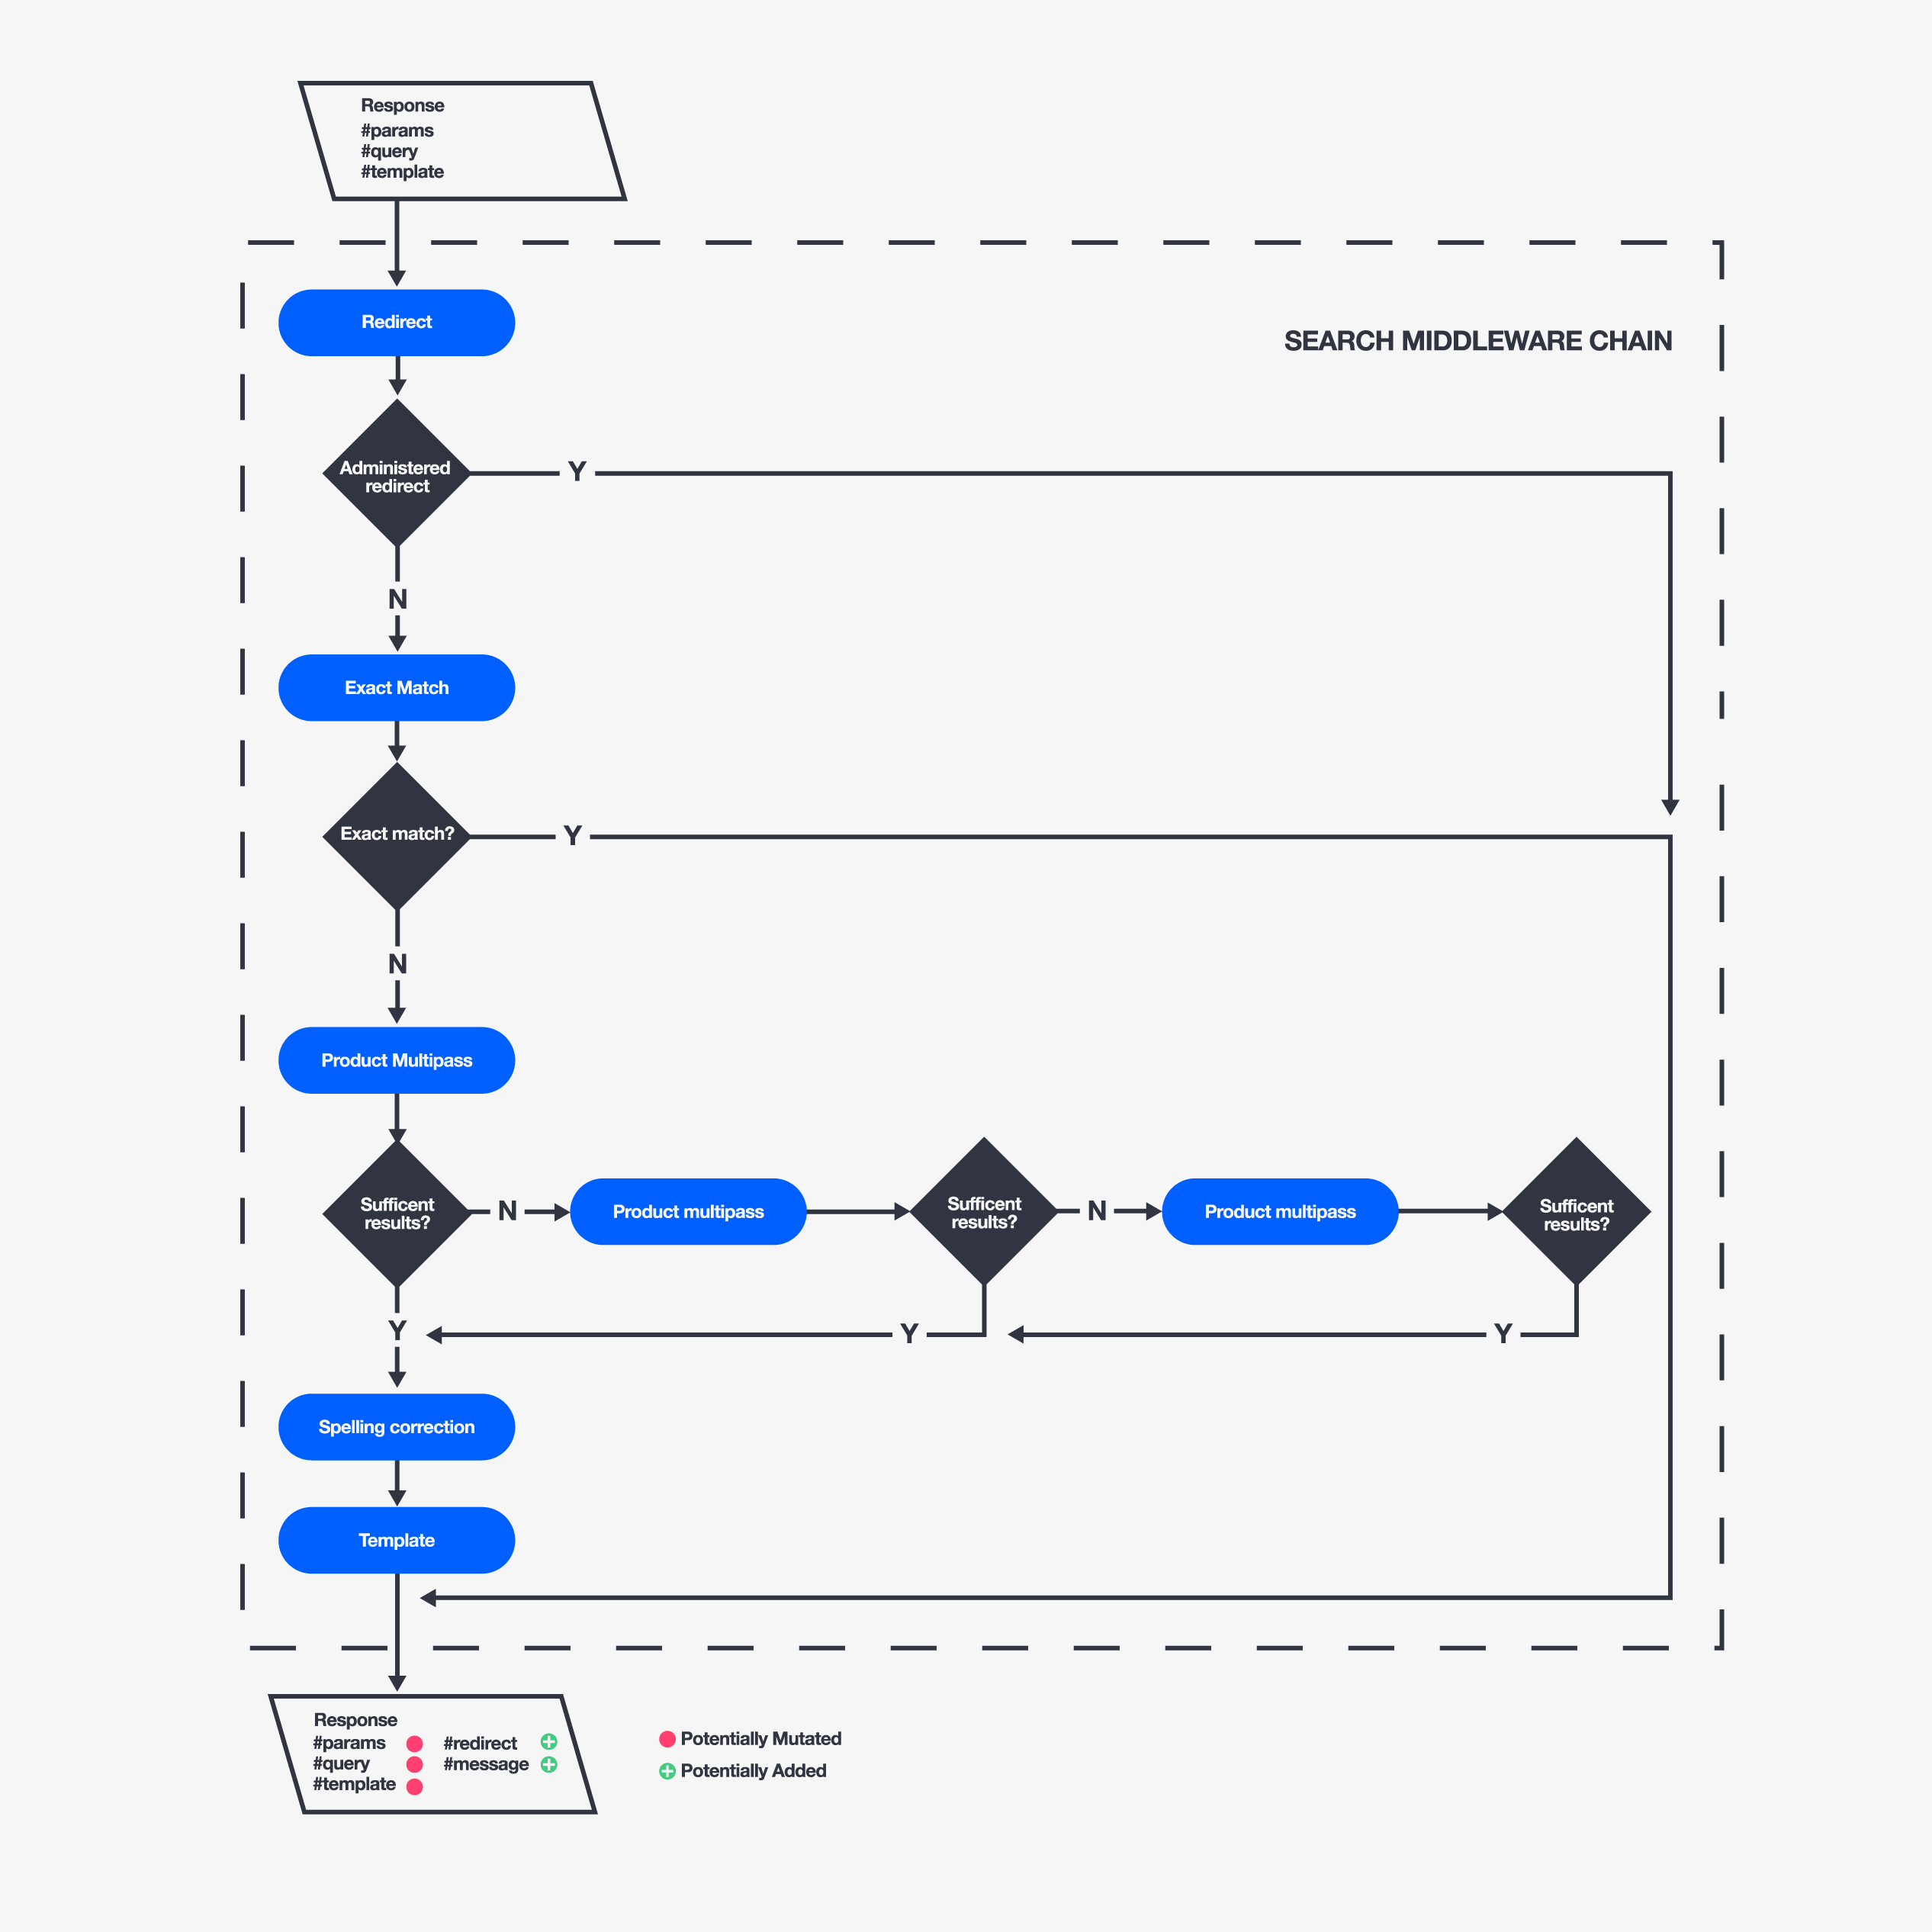 Response
#params
#query
#template
Redirect
SEARCH MIDDLEWARE CHAIN
Administered
redirect
Y
N
Exact Match
Exact match?
Y
N
Product Multipass
Sufficent
results?
N
Product multipass
Sufficent
results?
N
Product multipass
Sufficent
results?
Y
Y
Y
Spelling correction
Template
Response
#params
#query
#template
#redirect
#message
Potentially Mutated
Potentially Added